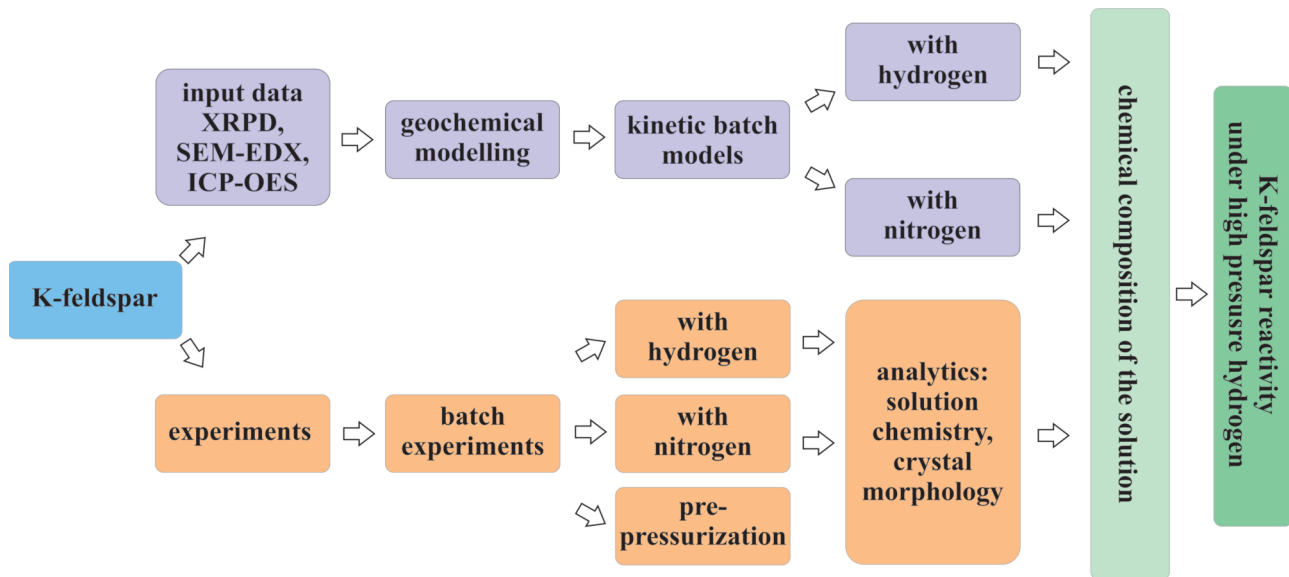 input data
XRPD,
SEM-EDX,
ICP-OES
geochemical
modelling
kinetic batch
models
with
hydrogen
with
nitrogen
K-feldspar
experiments
batch
experiments
with
hydrogen
with
nitrogen
pre-
pressurization
analytics:
solution
chemistry,
crystal
morphology
chemical composition of the solution
K-feldspar reactivity
under high presusre hydrogen